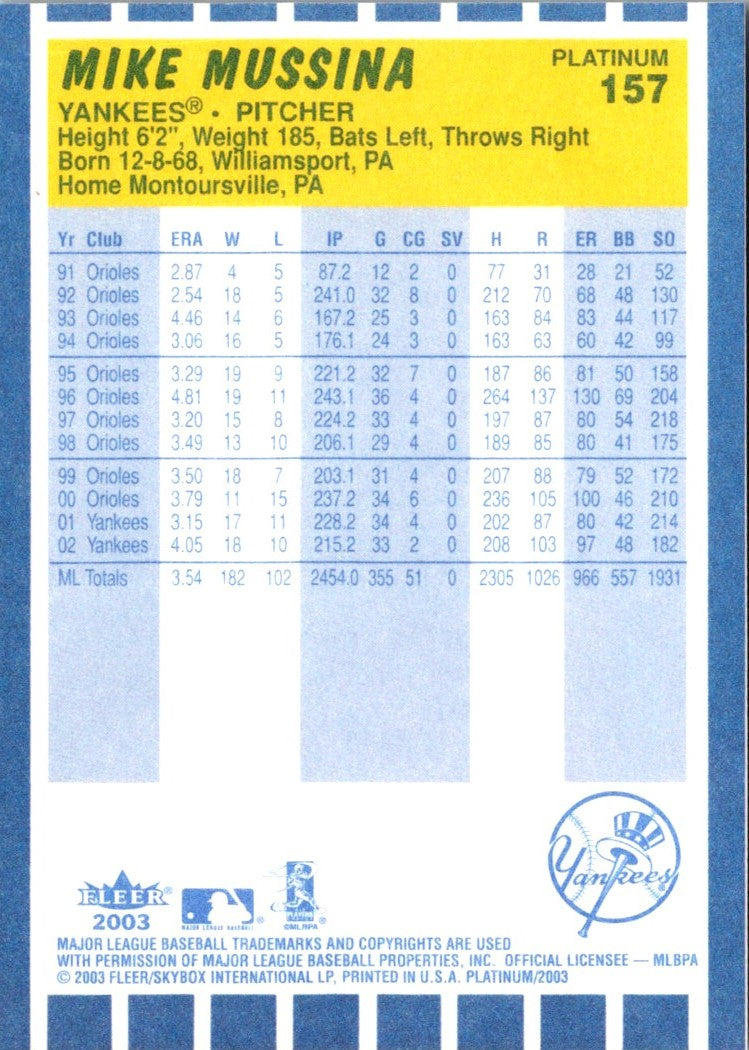 MIKE MUSSINA
PLATINUM
157
YANKEES® · PITCHER
Height 6'2", Weight 185, Bats Left, Throws Right
Born 12-8-68, Williamsport, PA
Home Montoursville, PA
Yr Club ERA W L IP G CG SV H R ER BB SO
91 Orioles 2.87 4 5 87.2 12 2 0 77 31 28 21 52
92 Orioles 2.54 18 5 241.0 32 8 0 212 70 68 48 130
93 Orioles 4.46 14 6 167.2 25 3 0 163 84 83 44 117
94 Orioles 3.06 16 5 176.1 24 3 0 163 63 60 42 99
95 Orioles 3.29 19 9 221.2 32 7 0 187 86 81 50 158
96 Orioles 4.81 19 11 243.1 36 4 0 264 137 130 69 204
97 Orioles 3.20 15 8 224.2 33 4 0 197 87 80 54 218
98 Orioles 3.49 13 10 206.1 29 4 0 189 85 80 41 175
99 Orioles 3.50 18 7 203.1 31 4 0 207 88 79 52 172
00 Orioles 3.79 11 15 237.2 34 6 0 236 105 100 46 210
01 Yankees 3.15 17 11 228.2 34 4 0 202 87 80 42 214
02 Yankees 4.05 18 10 215.2 33 2 0 208 103 97 48 182
ML Totals 3.54 182 102 2454.0 355 51 0 2305 1026 966 557 1931
Yankees
FLEER®
2003
MAJOR LEAGUE BASEBALL®
PLAYERS
©MLBPA
MAJOR LEAGUE BASEBALL TRADEMARKS AND COPYRIGHTS ARE USED
WITH PERMISSION OF MAJOR LEAGUE BASEBALL PROPERTIES, INC. OFFICIAL LICENSEE — MLBPA
© 2003 FLEER/SKYBOX INTERNATIONAL LP, PRINTED IN U.S.A. PLATINUM/2003